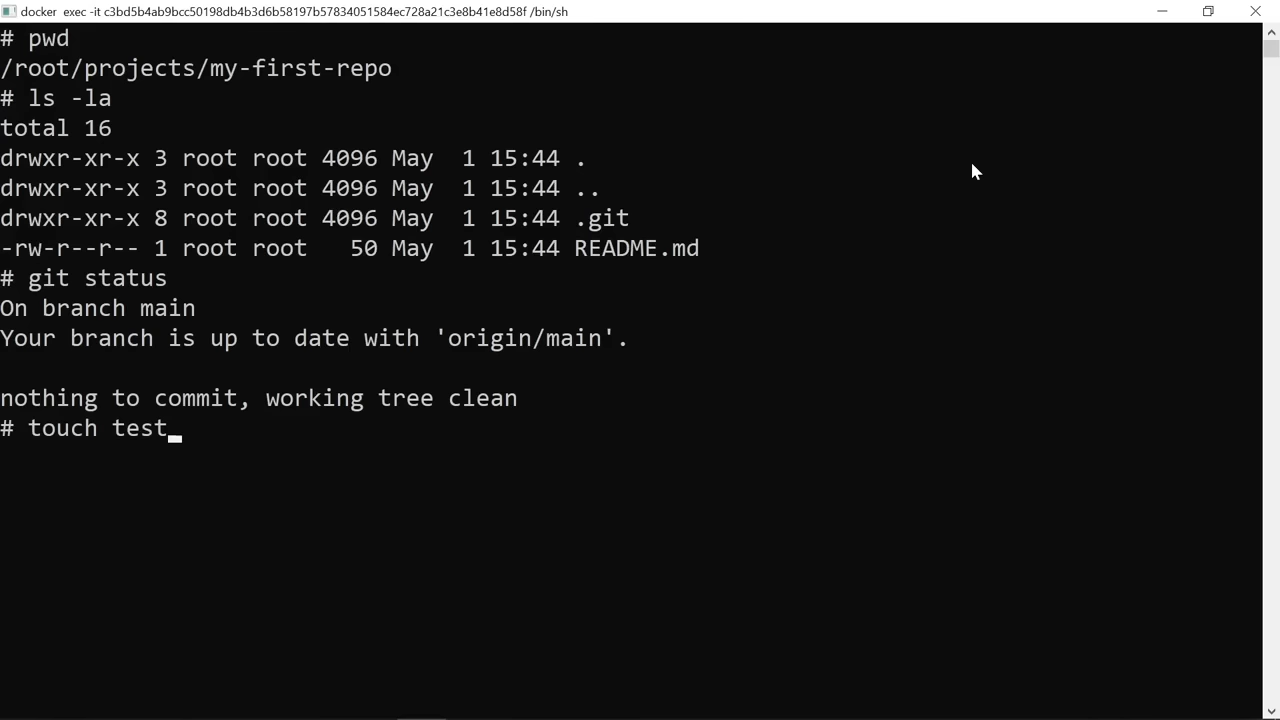 docker exec -it c3bd5b4ab9bcc50198db4b3d6b58197b57834051584ec728a21c3e8b41e8d58f /bin/sh
# pwd
/root/projects/my-first-repo
# ls -la
total 16
drwxr-xr-x 3 root root 4096 May  1 15:44 .
drwxr-xr-x 3 root root 4096 May  1 15:44 ..
drwxr-xr-x 8 root root 4096 May  1 15:44 .git
-rw-r--r-- 1 root root   50 May  1 15:44 README.md
# git status
On branch main
Your branch is up to date with 'origin/main'.
nothing to commit, working tree clean
# touch test